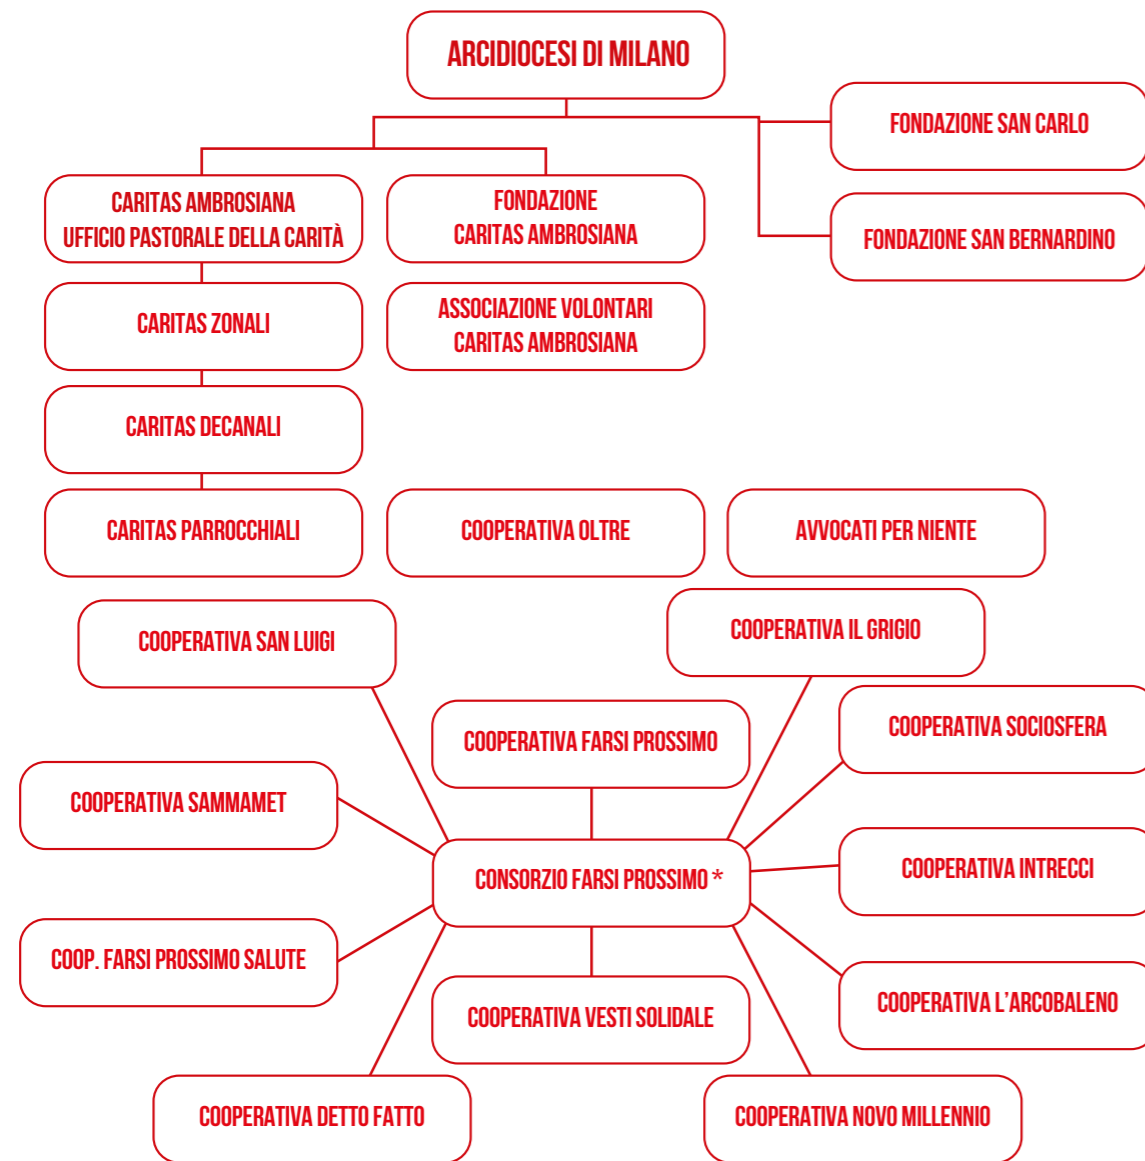 ARCIDIOCESI DI MILANO
FONDAZIONE SAN CARLO
CARITAS AMBROSIANA
UFFICIO PASTORALE DELLA CARITÀ
FONDAZIONE
CARITAS AMBROSIANA
FONDAZIONE SAN BERNARDINO
CARITAS ZONALI
ASSOCIAZIONE VOLONTARI
CARITAS AMBROSIANA
CARITAS DECANALI
CARITAS PARROCCHIALI
COOPERATIVA OLTRE
AVVOCATI PER NIENTE
COOPERATIVA SAN LUIGI
COOPERATIVA IL GRIGIO
COOPERATIVA FARSI PROSSIMO
COOPERATIVA SOCIOSFERA
COOPERATIVA SAMMAMET
CONSORZIO FARSI PROSSIMO *
COOPERATIVA INTRECCI
COOP. FARSI PROSSIMO SALUTE
COOPERATIVA VESTI SOLIDALE
COOPERATIVA L'ARCOBALENO
COOPERATIVA DETTO FATTO
COOPERATIVA NOVO MILLENNIO